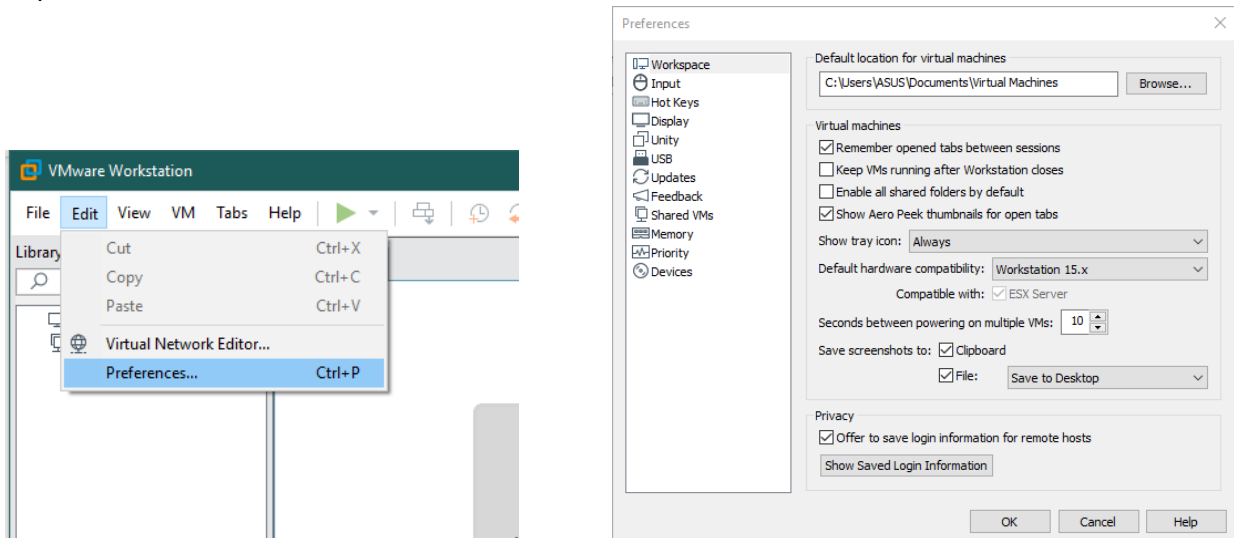 VMware Workstation
File Edit View VM Tabs Help
Library
Cut Ctrl+X
Copy Ctrl+C
Paste Ctrl+V
Virtual Network Editor...
Preferences... Ctrl+P
Preferences
Workspace
Input
Hot Keys
Display
Unity
USB
Updates
Feedback
Shared VMs
Memory
Priority
Devices
Default location for virtual machines
C:\Users\ASUS\Documents\Virtual Machines Browse...
Virtual machines
Remember opened tabs between sessions
Keep VMs running after Workstation closes
Enable all shared folders by default
Show Aero Peek thumbnails for open tabs
Show tray icon: Always
Default hardware compatibility: Workstation 15.x
Compatible with: ESX Server
Seconds between powering on multiple VMs: 10
Save screenshots to: Clipboard
File: Save to Desktop
Privacy
Offer to save login information for remote hosts
Show Saved Login Information
OK Cancel Help